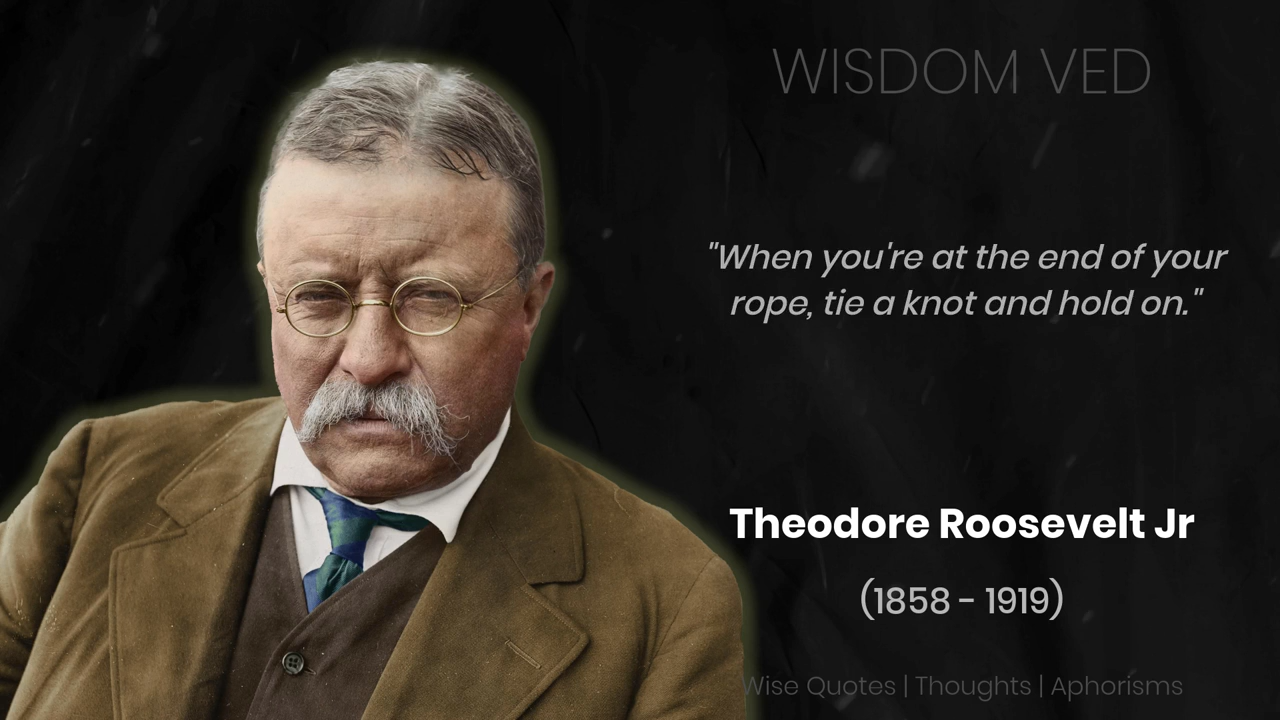 WISDOM VED
"When you're at the end of your
rope, tie a knot and hold on."
Theodore Roosevelt Jr
(1858 - 1919)
Wise Quotes | Thoughts | Aphorisms